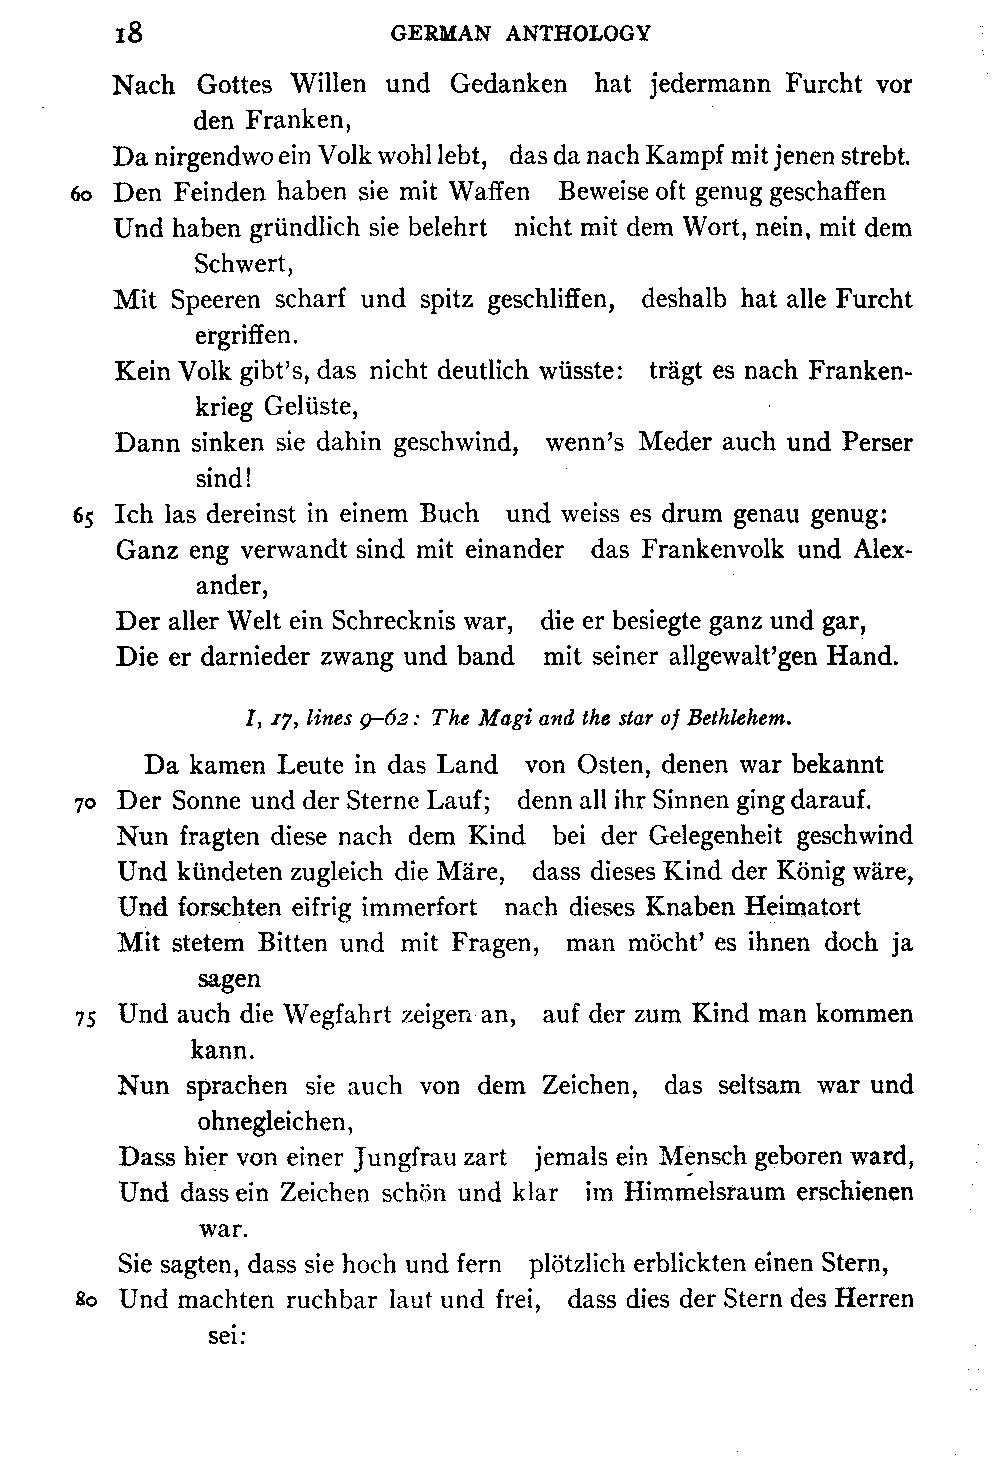 18 GERMAN ANTHOLOGY
Nach Gottes Willen und Gedanken hat jedermann Furcht vor
den Franken,
Da nirgendwo ein Volk wohl lebt, das da nach Kampf mit jenen strebt.
60 Den Feinden haben sie mit Waffen Beweise oft genug geschaffen
Und haben gründlich sie belehrt nicht mit dem Wort, nein, mit dem
Schwert,
Mit Speeren scharf und spitz geschliffen, deshalb hat alle Furcht
ergriffen.
Kein Volk gibt's, das nicht deutlich wüsste: trägt es nach Franken-
krieg Gelüste,
Dann sinken sie dahin geschwind, wenn's Meder auch und Perser
sind!
65 Ich las dereinst in einem Buch und weiss es drum genau genug:
Ganz eng verwandt sind mit einander das Frankenvolk und Alex-
ander,
Der aller Welt ein Schrecknis war, die er besiegte ganz und gar,
Die er darnieder zwang und band mit seiner allgewalt'gen Hand.
I, 17, lines 9–62: The Magi and the star of Bethlehem.
Da kamen Leute in das Land von Osten, denen war bekannt
70 Der Sonne und der Sterne Lauf; denn all ihr Sinnen ging darauf.
Nun fragten diese nach dem Kind bei der Gelegenheit geschwind
Und kündeten zugleich die Märe, dass dieses Kind der König wäre,
Und forschten eifrig immerfort nach dieses Knaben Heimatort
Mit stetem Bitten und mit Fragen, man möcht' es ihnen doch ja
sagen
75 Und auch die Wegfahrt zeigen an, auf der zum Kind man kommen
kann.
Nun sprachen sie auch von dem Zeichen, das seltsam war und
ohnegleichen,
Dass hier von einer Jungfrau zart jemals ein Mensch geboren ward,
Und dass ein Zeichen schön und klar im Himmelsraum erschienen
war.
Sie sagten, dass sie hoch und fern plötzlich erblickten einen Stern,
80 Und machten ruchbar laut und frei, dass dies der Stern des Herren
sei: